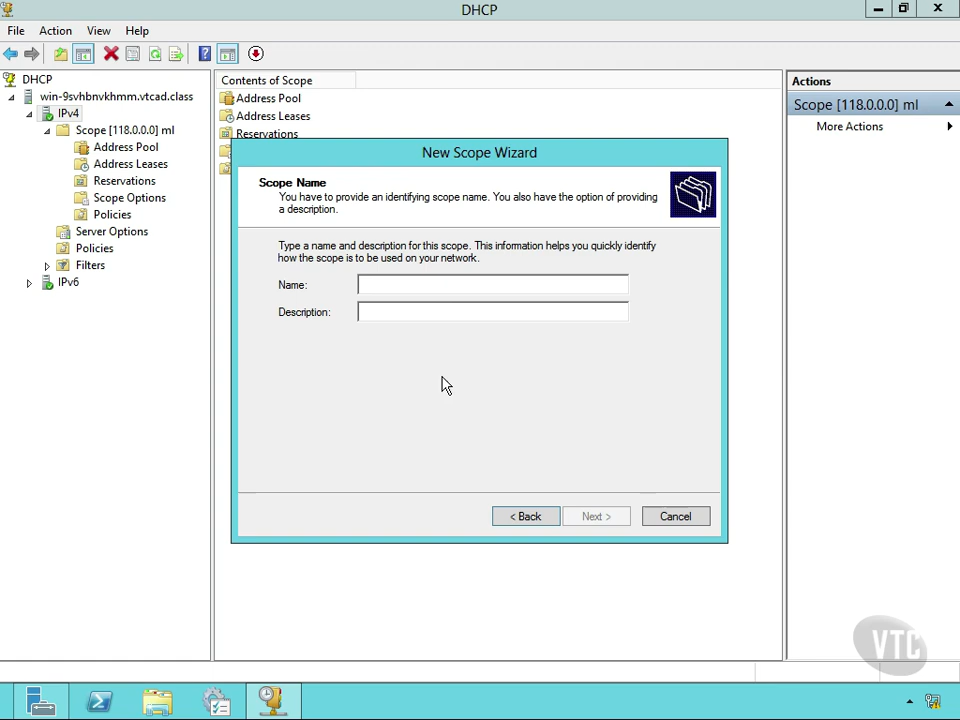 DHCP
File Action View Help
DHCP
win-9svhbnvkhmm.vtcad.class
IPv4
Scope [118.0.0.0] ml
Address Pool
Address Leases
Reservations
Scope Options
Policies
Server Options
Policies
Filters
IPv6
Contents of Scope
Address Pool
Address Leases
Reservations
New Scope Wizard
Scope Name
You have to provide an identifying scope name. You also have the option of providing
a description.
Type a name and description for this scope. This information helps you quickly identify
how the scope is to be used on your network.
Name:
Description:
< Back Next > Cancel
Actions
Scope [118.0.0.0] ml
More Actions
VTC